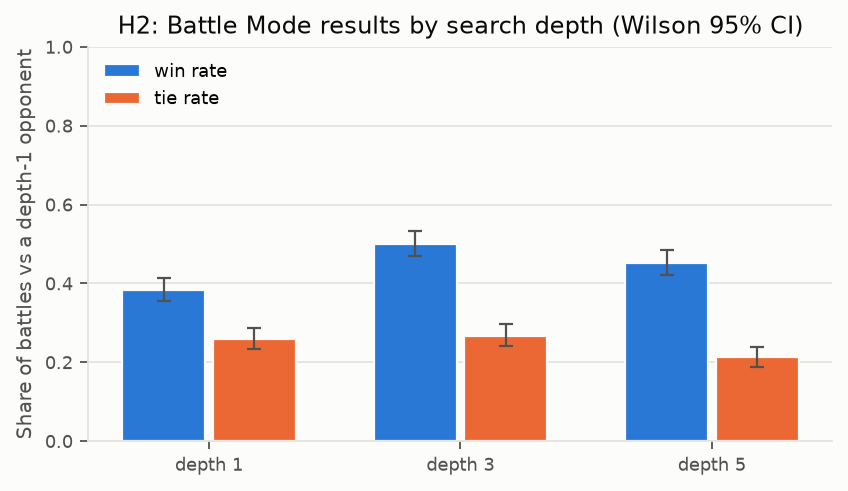 H2: Battle Mode results by search depth (Wilson 95% CI)
Share of battles vs a depth-1 opponent
1.0
0.8
0.6
0.4
0.2
0.0
win rate
tie rate
depth 1
depth 3
depth 5